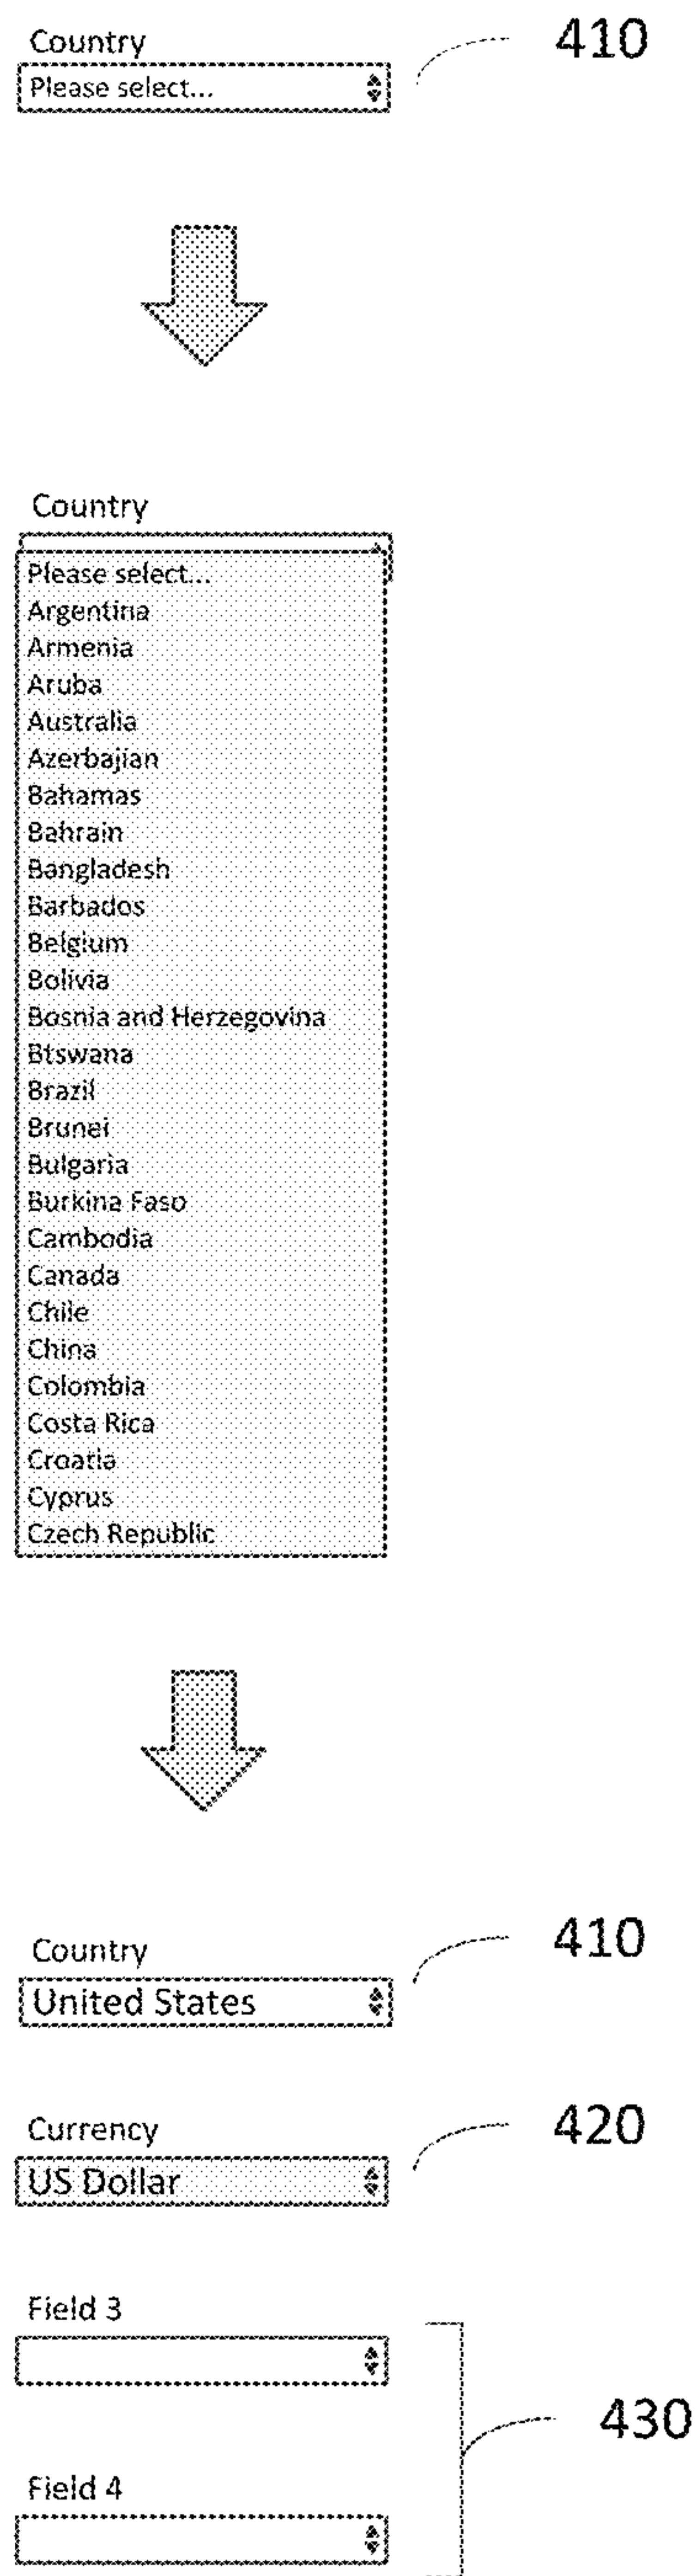 Country
410
Please select...
Country
Please select...
Argentina
Armenia
Aruba
Australia
Azerbajian
Bahamas
Bahrain
Bangladesh
Barbados
Belgium
Bolivia
Bosnia and Herzegovina
Btswana
Brazil
Brunei
Bulgaria
Burkina Faso
Cambodia
Canada
Chile
China
Colombia
Costa Rica
Croatia
Cyprus
Czech Republic
Country
410
United States
Currency
420
US Dollar
Field 3
430
Field 4